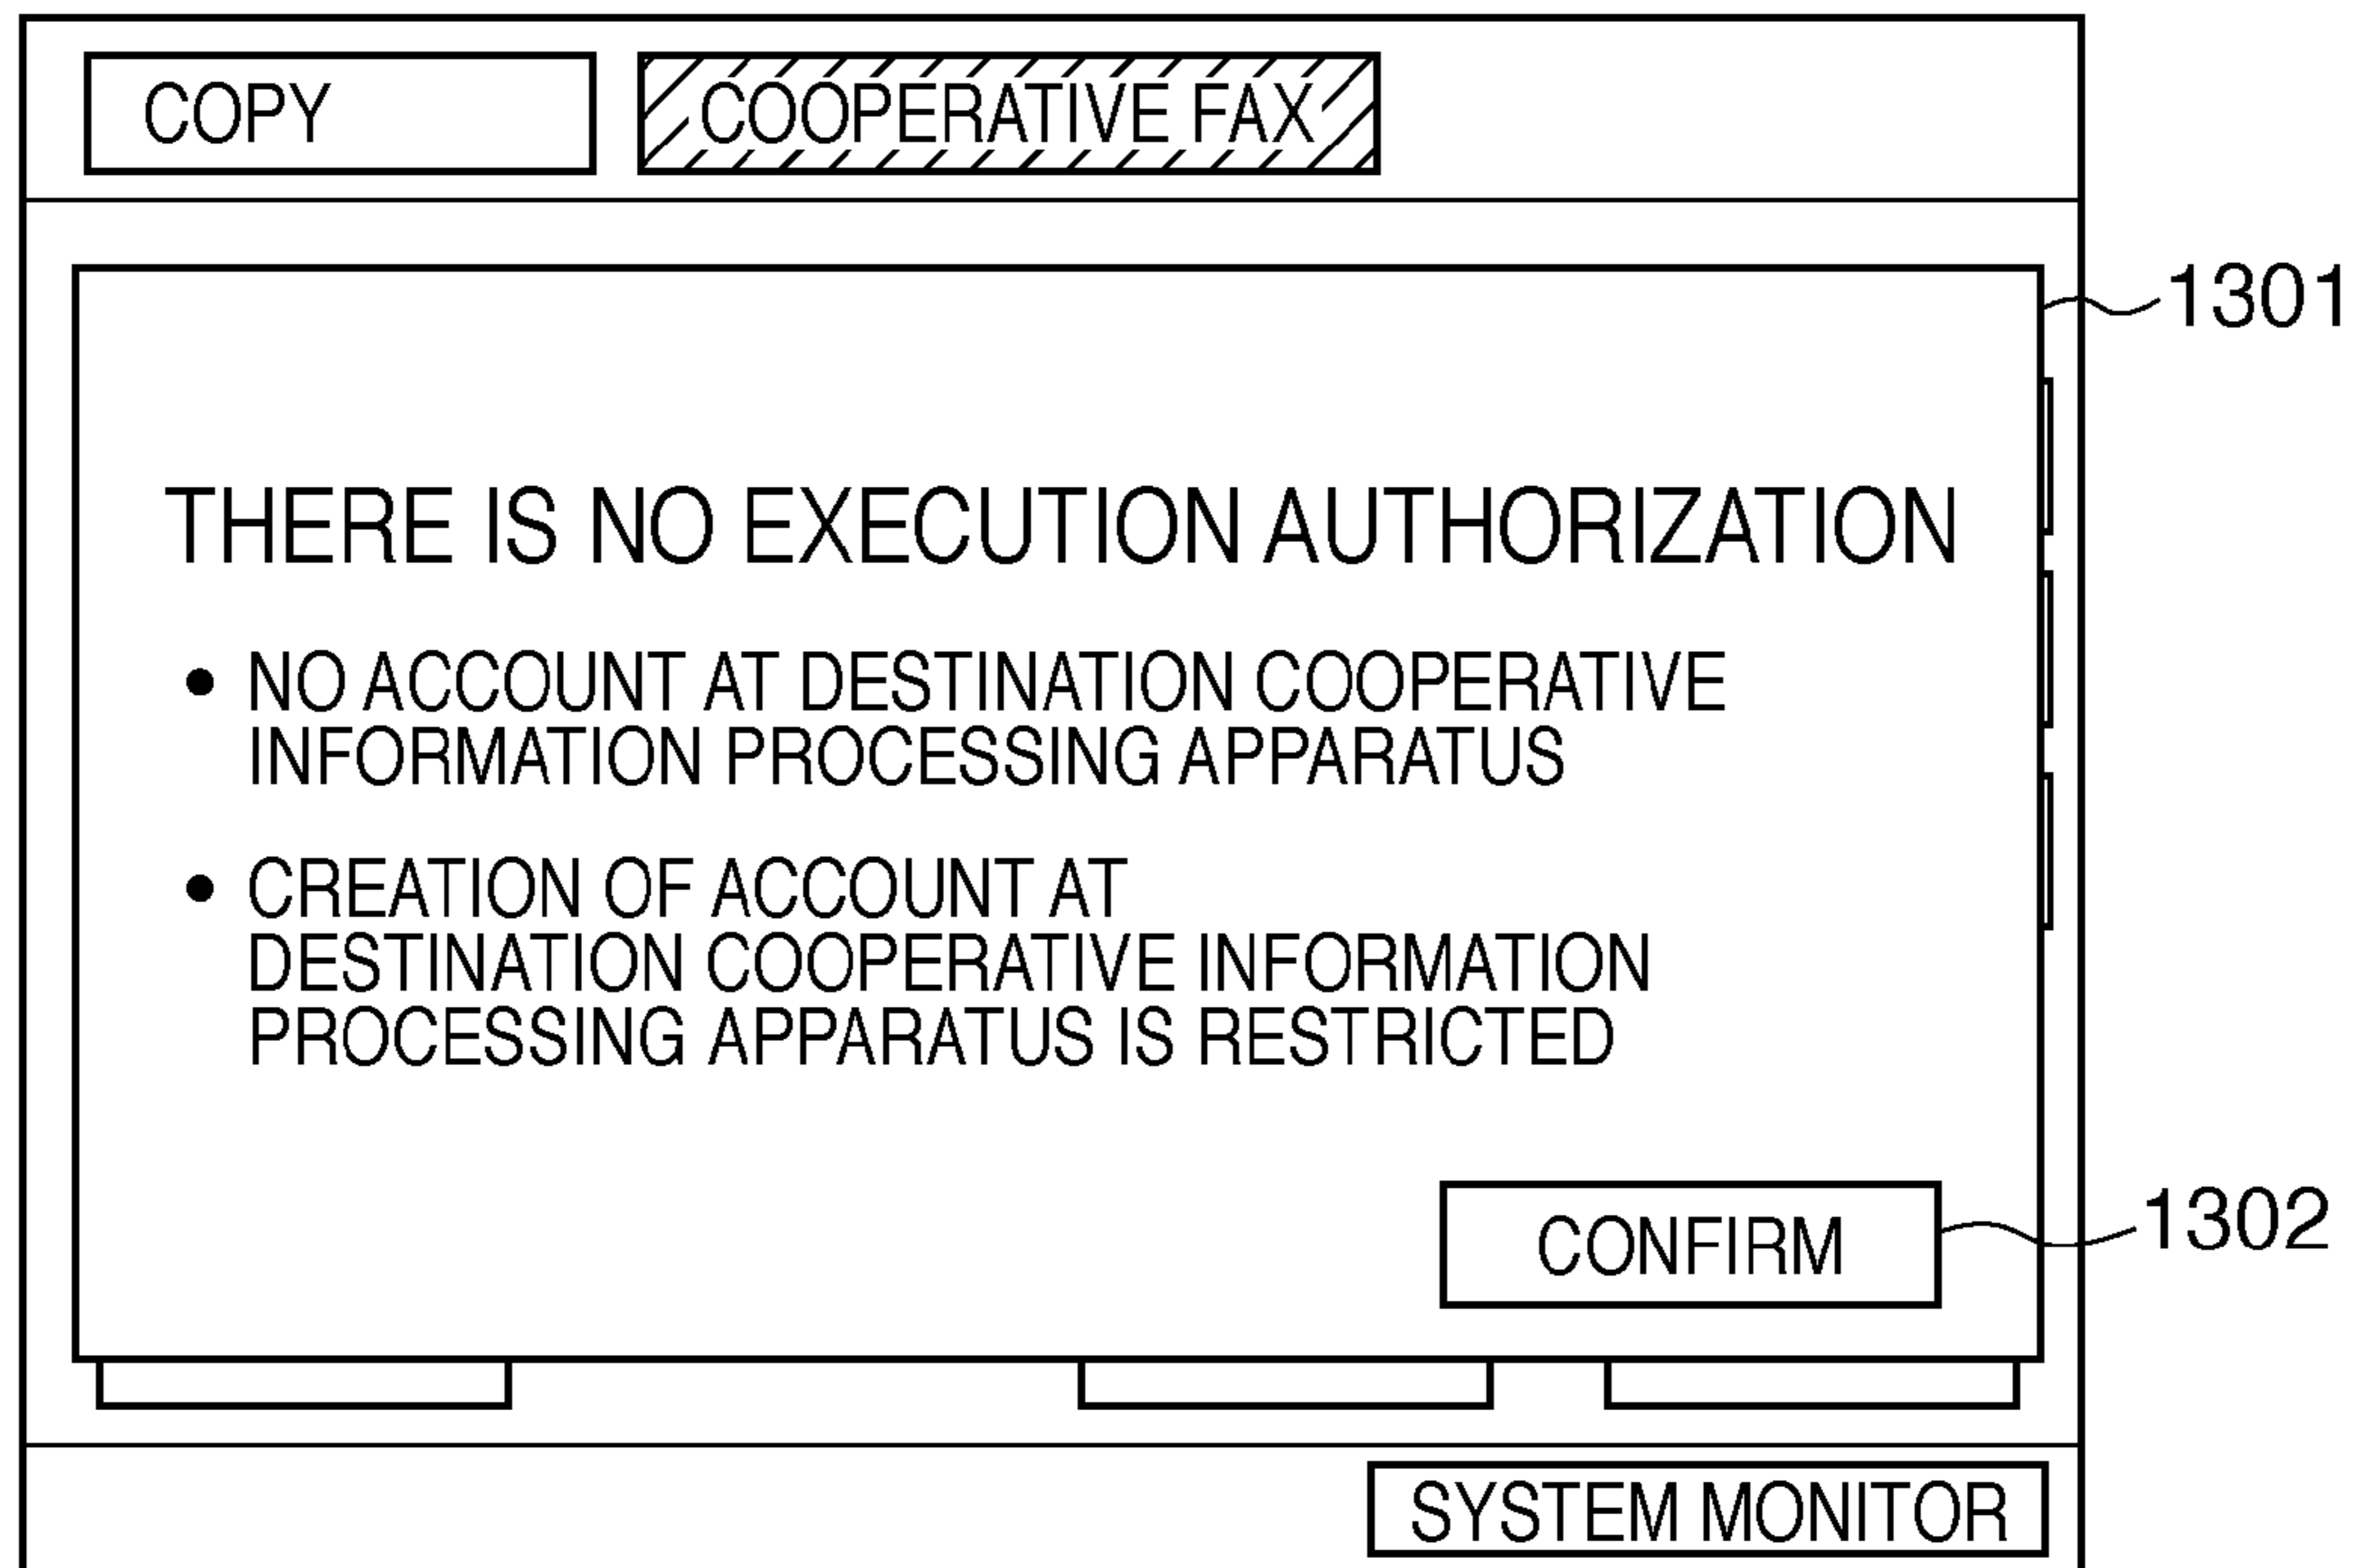 COPY
COOPERATIVE FAX
1301
THERE IS NO EXECUTION AUTHORIZATION
• NO ACCOUNT AT DESTINATION COOPERATIVE
INFORMATION PROCESSING APPARATUS
• CREATION OF ACCOUNT AT
DESTINATION COOPERATIVE INFORMATION
PROCESSING APPARATUS IS RESTRICTED
CONFIRM
1302
SYSTEM MONITOR